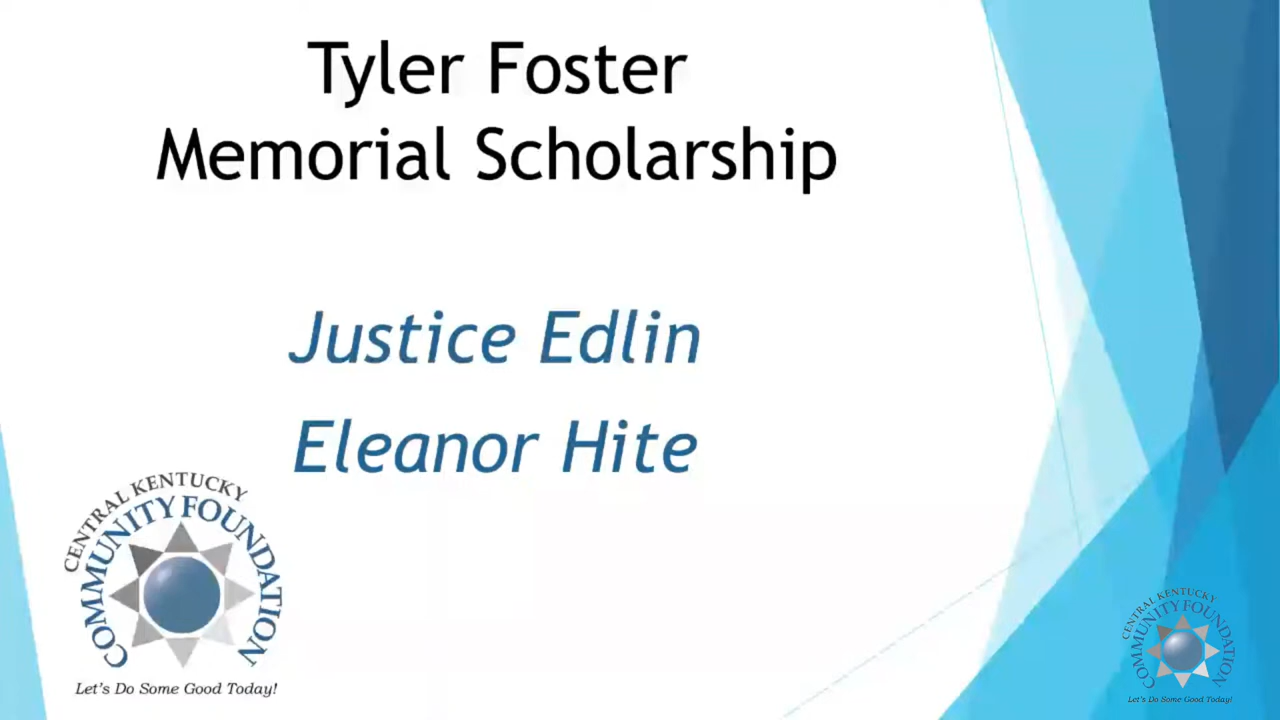 Tyler Foster
Memorial Scholarship
Justice Edlin
Eleanor Hite
CENTRAL KENTUCKY
COMMUNITY FOUNDATION
Let's Do Some Good Today!
CENTRAL KENTUCKY
COMMUNITY FOUNDATION
Let's Do Some Good Today!